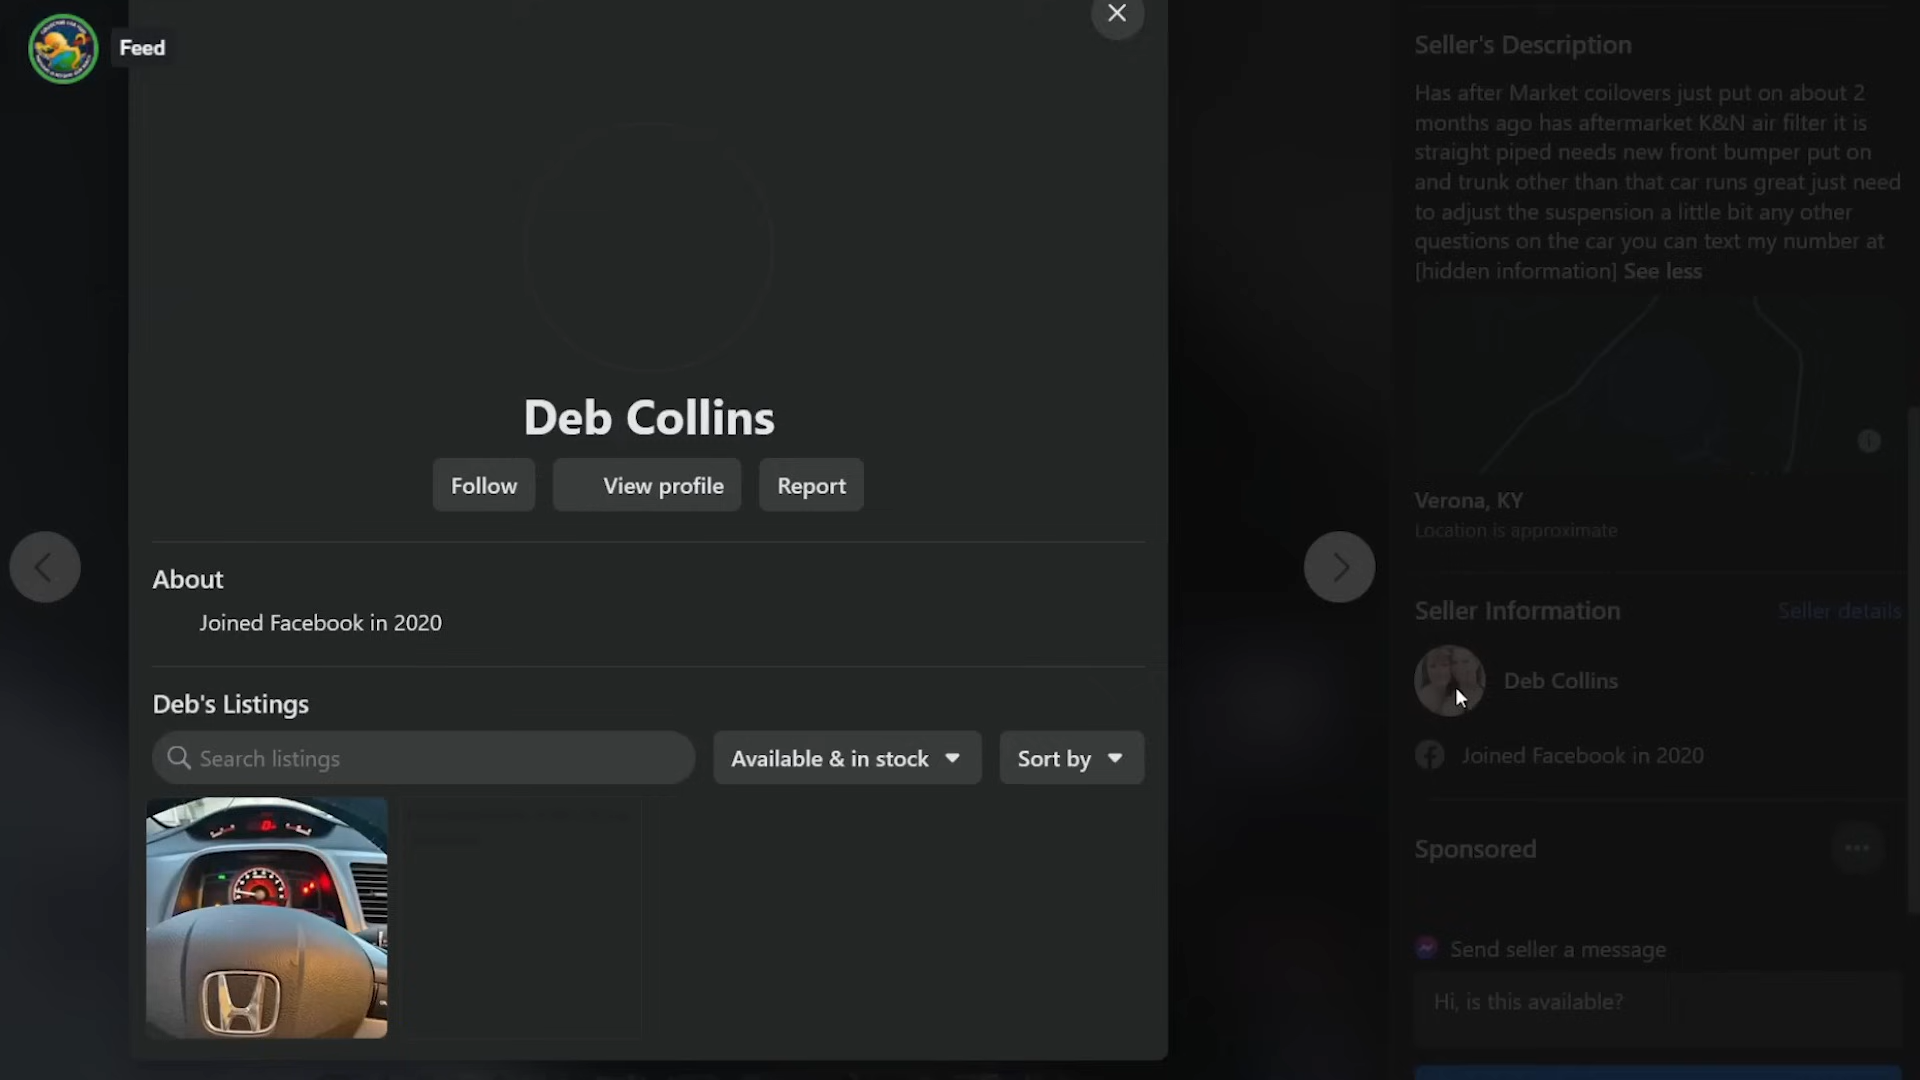 Feed
Deb Collins
Follow
View profile
Report
About
Joined Facebook in 2020
Deb's Listings
Search listings
Available & in stock
Sort by
Seller's Description
Has after Market coilovers just put on about 2
months ago has aftermarket K&N air filter it is
straight piped needs new front bumper put on
and trunk other than that car runs great just need
to adjust the suspension a little bit any other
questions on the car you can text my number at
[hidden information] See less
Verona, KY
Location is approximate
Seller Information
Seller details
Deb Collins
Joined Facebook in 2020
Sponsored
Send seller a message
Hi, is this available?